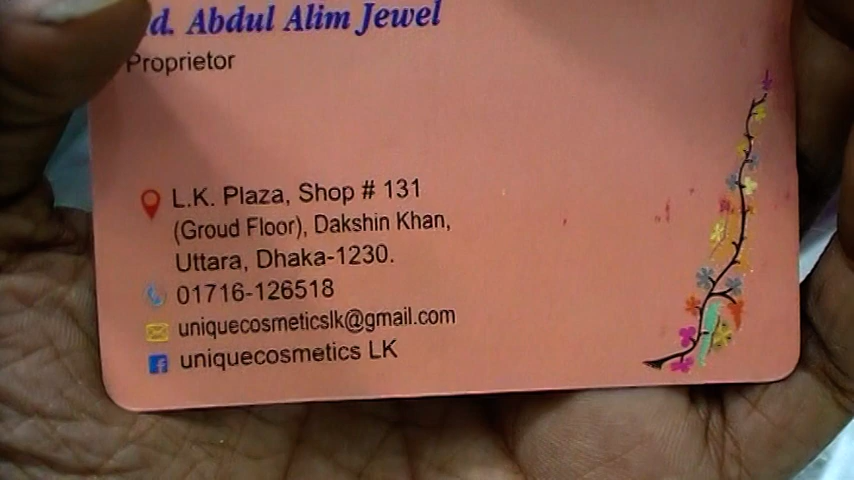 Abdul Alim Jewel
Proprietor
L.K. Plaza, Shop # 131
(Groud Floor), Dakshin Khan,
Uttara, Dhaka-1230.
01716-126518
uniquecosmeticslk@gmail.com
uniquecosmetics LK